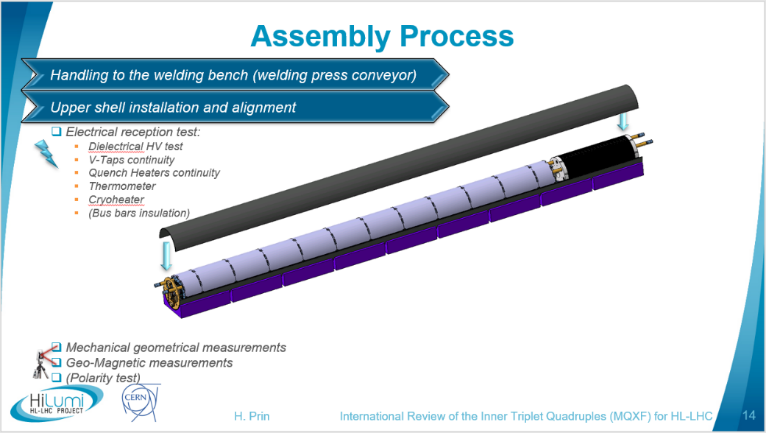 Assembly Process
Handling to the welding bench (welding press conveyor)
Upper shell installation and alignment
Electrical reception test:
Dielectrical HV test
V-Taps continuity
Quench Heaters continuity
Thermometer
Cryoheater
(Bus bars insulation)
Mechanical geometrical measurements
Geo-Magnetic measurements
(Polarity test)
HiLumi
HL-LHC PROJECT
CERN
H. Prin
International Review of the Inner Triplet Quadruples (MQXF) for HL-LHC
14